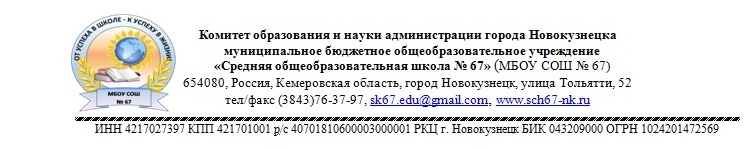 ОТ УСПЕХА В ШКОЛЕ - К УСПЕХУ В ЖИЗНИ!
МБОУ СОШ
№ 67
Комитет образования и науки администрации города Новокузнецка
муниципальное бюджетное общеобразовательное учреждение
«Средняя общеобразовательная школа № 67» (МБОУ СОШ № 67)
654080, Россия, Кемеровская область, город Новокузнецк, улица Тольятти, 52
тел/факс (3843)76-37-97, sk67.edu@gmail.com, www.sch67-nk.ru
ИНН 4217027397 КПП 421701001 р/с 40701810600003000001 РКЦ г. Новокузнецк БИК 043209000 ОГРН 1024201472569